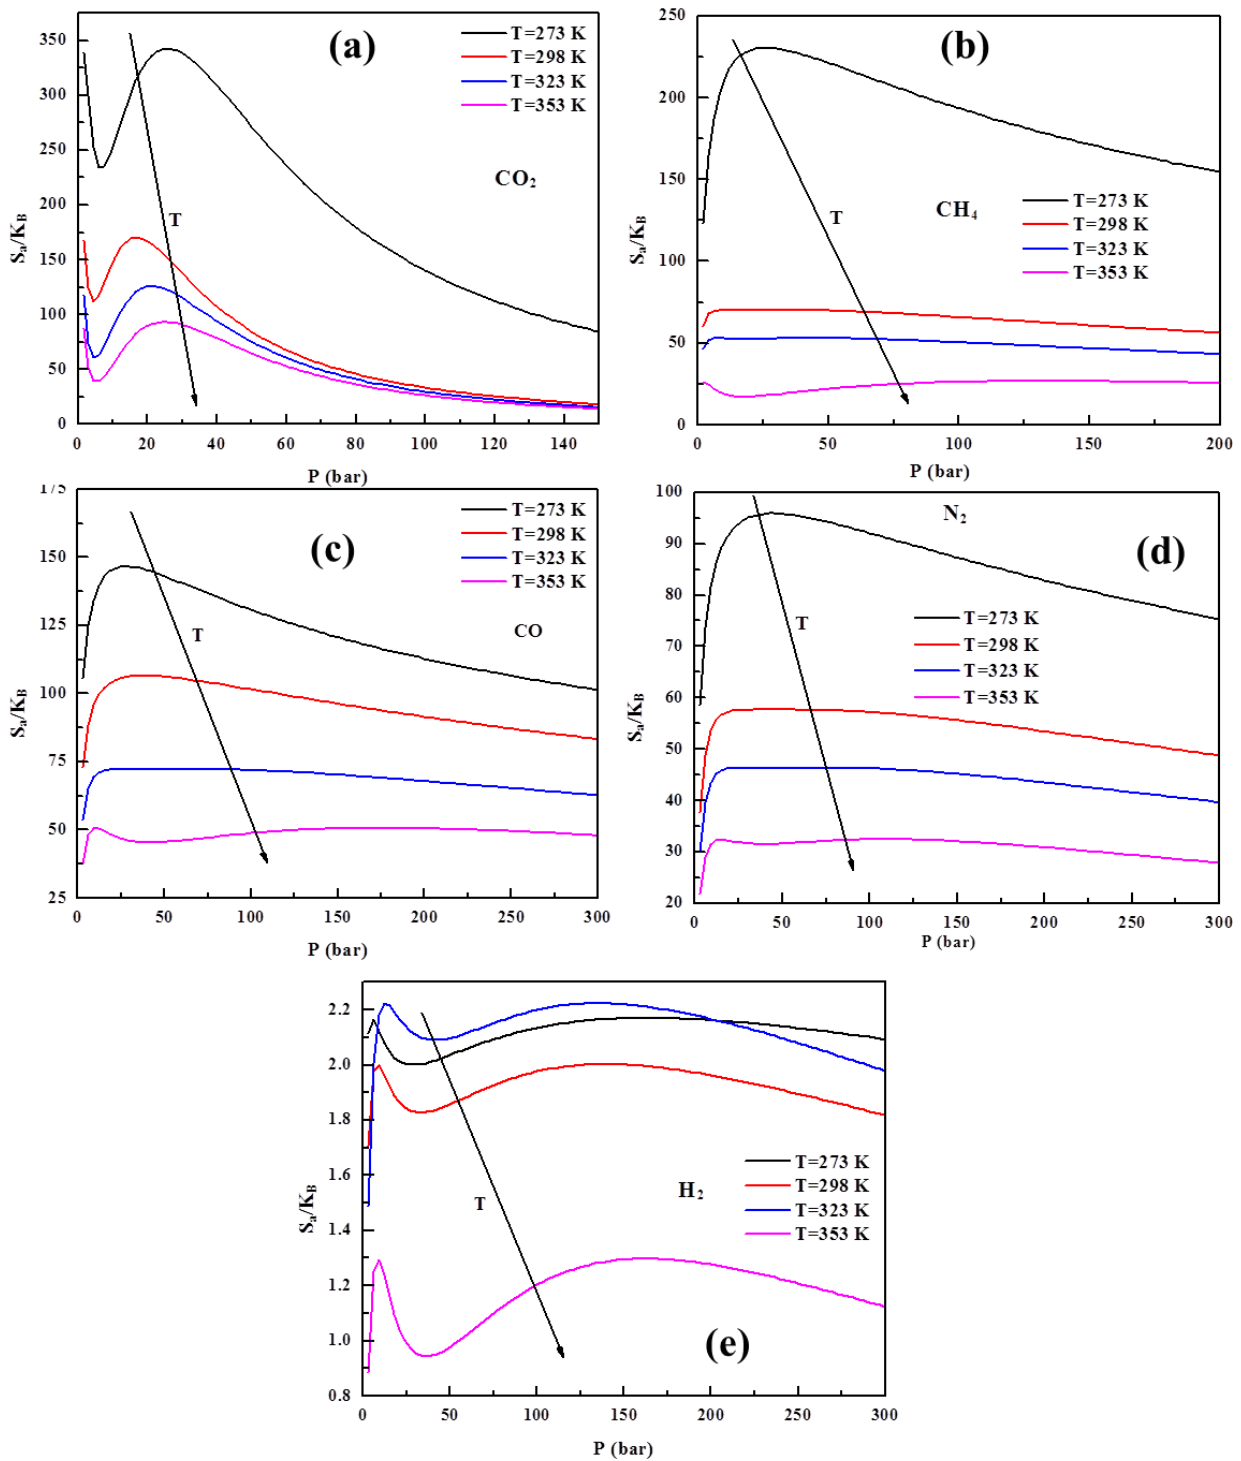 (a)
T=273 K
T=298 K
T=323 K
T=353 K
CO2
T
Sa/KB
350
300
250
200
150
100
50
0
0 20 40 60 80 100 120 140
P (bar)
(b)
T
CH4
T=273 K
T=298 K
T=323 K
T=353 K
Sa/KB
250
200
150
100
50
0
0 50 100 150 200
P (bar)
(c)
T=273 K
T=298 K
T=323 K
T=353 K
T
CO
Sa/KB
175
150
125
100
75
50
25
0 50 100 150 200 250 300
P (bar)
N2
(d)
T=273 K
T=298 K
T=323 K
T=353 K
T
Sa/KB
100
90
80
70
60
50
40
30
20
0 50 100 150 200 250 300
P (bar)
T=273 K
T=298 K
T=323 K
T=353 K
H2
T
(e)
Sa/KB
2.2
2.0
1.8
1.6
1.4
1.2
1.0
0.8
0 50 100 150 200 250 300
P (bar)